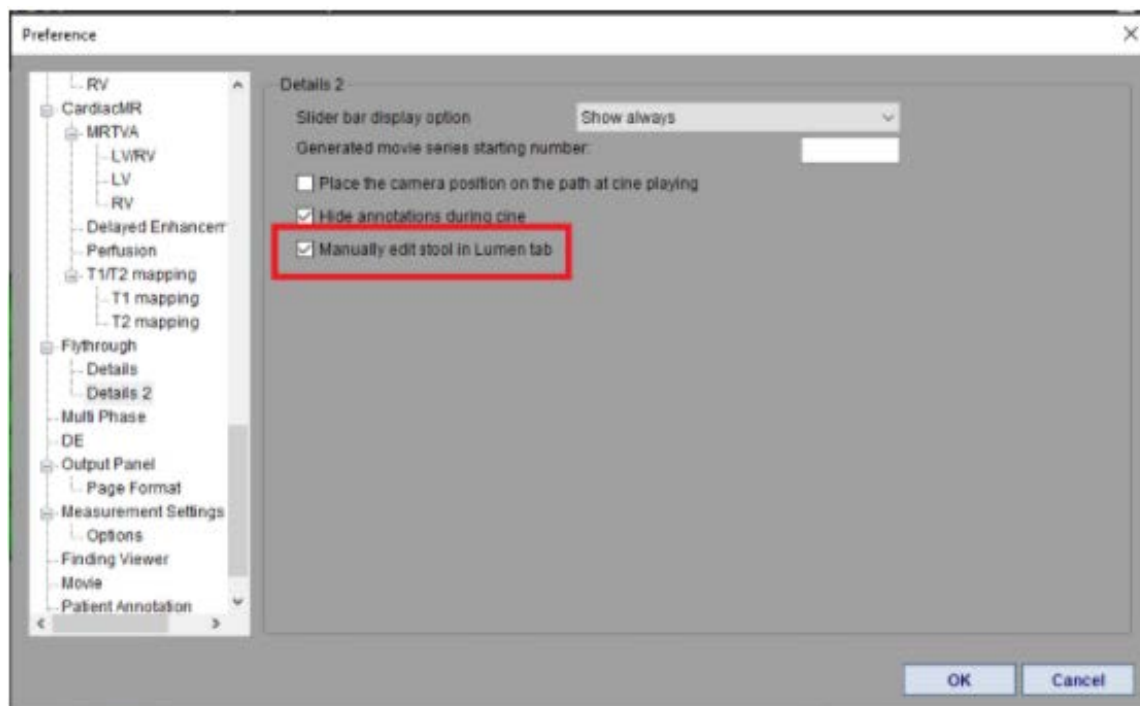 Preference
RV
CardiacMR
MRTVA
LV/RV
LV
RV
Delayed Enhancem
Perfusion
T1/T2 mapping
T1 mapping
T2 mapping
Flythrough
Details
Details 2
Multi Phase
DE
Output Panel
Page Format
Measurement Settings
Options
Finding Viewer
Movie
Patient Annotation
Details 2
Slider bar display option Show always
Generated movie series starting number:
Place the camera position on the path at cine playing
Hide annotations during cine
Manually edit stool in Lumen tab
OK Cancel